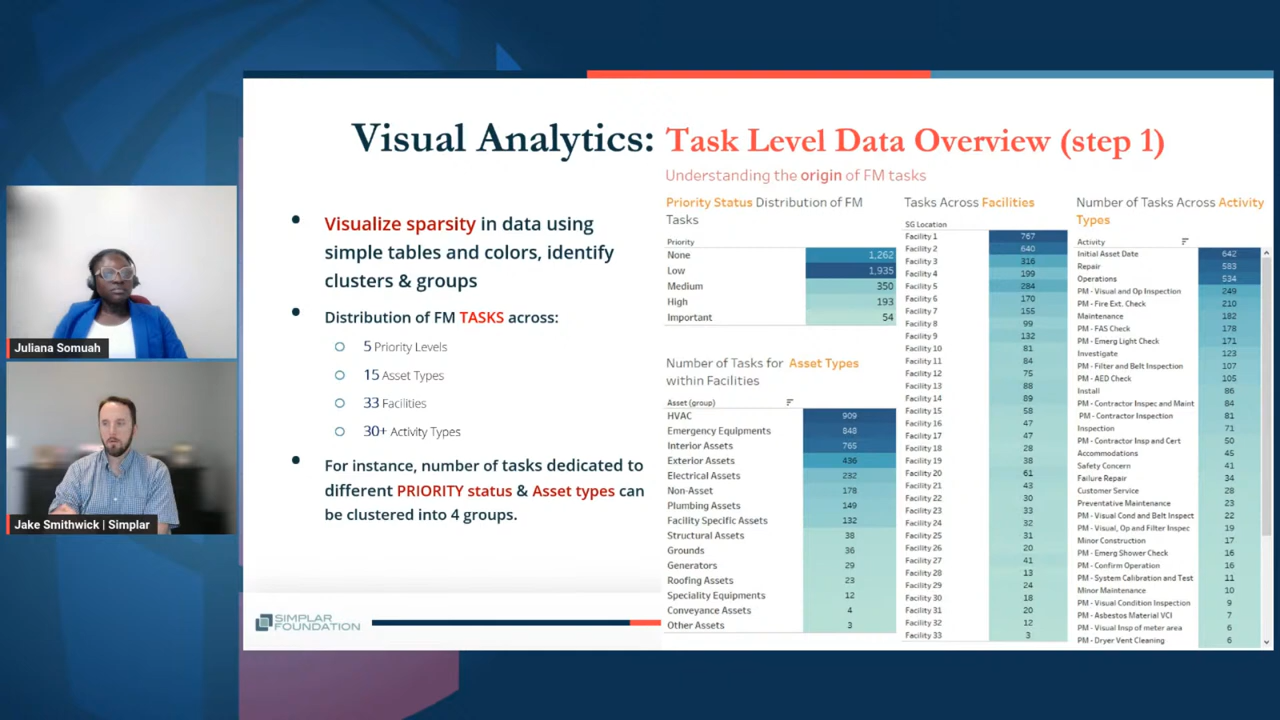 Visual Analytics: Task Level Data Overview (step 1)
Understanding the origin of FM tasks
Visualize sparsity in data using
simple tables and colors, identify
clusters & groups
Distribution of FM TASKS across:
5 Priority Levels
15 Asset Types
33 Facilities
30+ Activity Types
For instance, number of tasks dedicated to
different PRIORITY status & Asset types can
be clustered into 4 groups.
Priority Status Distribution of FM
Tasks
Priority
None 1,262
Low 1,935
Medium 350
High 193
Important 54
Number of Tasks for Asset Types
within Facilities
Asset (group)
HVAC 909
Emergency Equipments 848
Interior Assets 765
Exterior Assets 436
Electrical Assets 232
Non-Asset 178
Plumbing Assets 149
Facility Specific Assets 132
Structural Assets 38
Grounds 36
Generators 29
Roofing Assets 23
Speciality Equipments 12
Conveyance Assets 4
Other Assets 3
Tasks Across Facilities
SG Location
Facility 1 767
Facility 2 640
Facility 3 316
Facility 4 199
Facility 5 284
Facility 6 170
Facility 7 155
Facility 8 99
Facility 9 132
Facility 10 81
Facility 11 84
Facility 12 75
Facility 13 88
Facility 14 89
Facility 15 58
Facility 16 47
Facility 17 47
Facility 18 28
Facility 19 38
Facility 20 61
Facility 21 43
Facility 22 30
Facility 23 33
Facility 24 32
Facility 25 31
Facility 26 20
Facility 27 41
Facility 28 13
Facility 29 24
Facility 30 18
Facility 31 20
Facility 32 12
Facility 33 3
Number of Tasks Across Activity
Types
Activity
Initial Asset Date 642
Repair 583
Operations 534
PM - Visual and Op Inspection 249
PM - Fire Ext. Check 210
Maintenance 182
PM - FAS Check 178
PM - Emerg Light Check 171
Investigate 123
PM - Filter and Belt Inspection 107
PM - AED Check 105
Install 86
PM - Contractor Inspec and Maint 84
PM - Contractor Inspection 81
Inspection 71
PM - Contractor Insp and Cert 50
Accommodations 45
Safety Concern 41
Failure Repair 34
Customer Service 28
Preventative Maintenance 23
PM - Visual Cond and Belt Inspect 22
PM - Visual, Op and Filter Inspec 19
Minor Construction 17
PM - Emerg Shower Check 16
PM - Confirm Operation 16
PM - System Calibration and Test 11
Minor Maintenance 10
PM - Visual Condition Inspection 9
PM - Asbestos Material VCI 7
PM - Visual Insp of meter area 6
PM - Dryer Vent Cleaning 6
SIMPLAR
FOUNDATION
Juliana Somuah
Jake Smithwick | Simplar